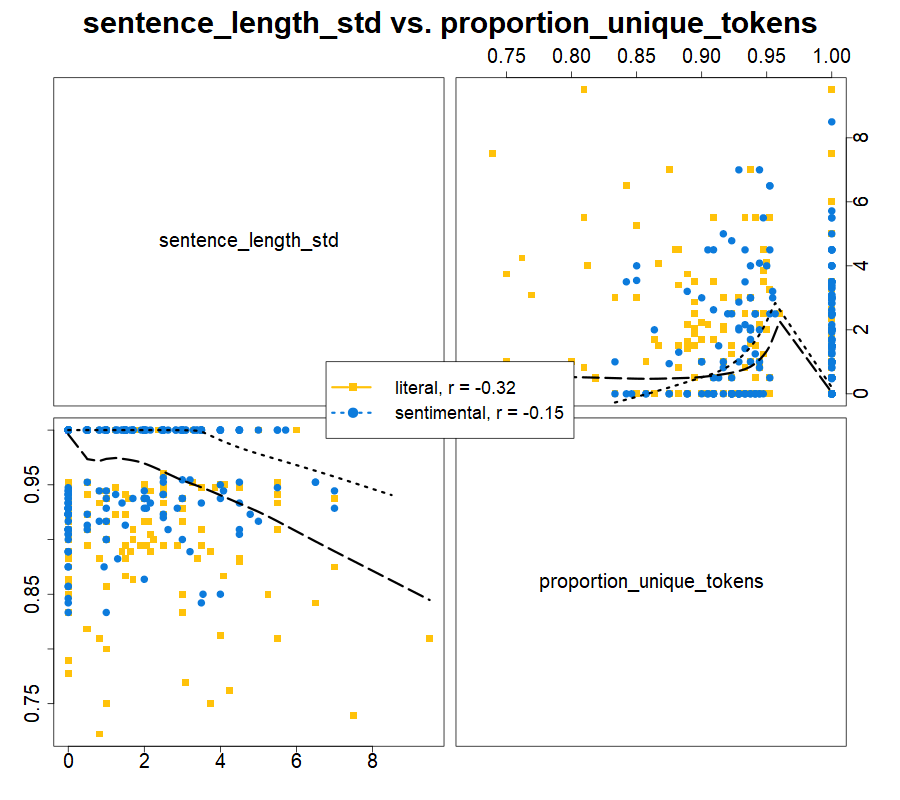 sentence_length_std vs. proportion_unique_tokens
0.75 0.80 0.85 0.90 0.95 1.00
sentence_length_std
8
6
4
2
0
literal, r = -0.32
sentimental, r = -0.15
0.95
0.85
0.75
proportion_unique_tokens
0 2 4 6 8